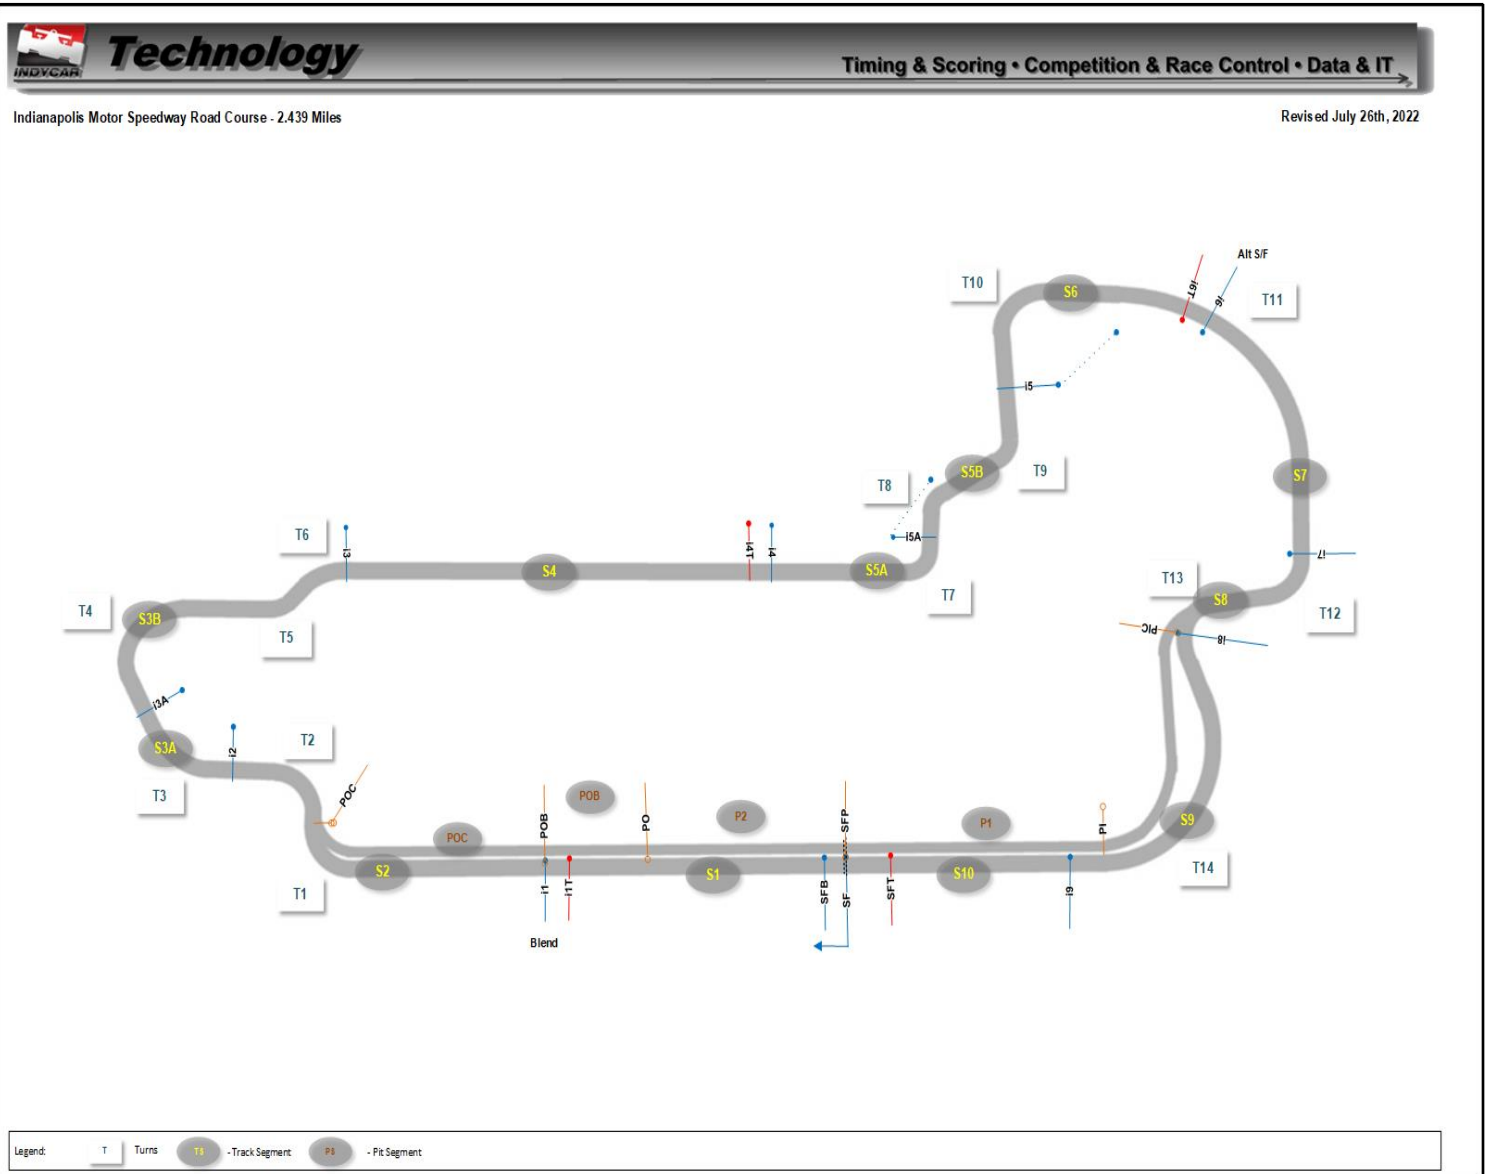 INDYCAR
Technology
Timing & Scoring • Competition & Race Control • Data & IT
Indianapolis Motor Speedway Road Course - 2.439 Miles
Revised July 26th, 2022
Alt S/F
T10
S6
i6T
i6
T11
i5
T8
S5B
T9
S7
i5A
T6
i3
S4
i4T
i4
S5A
i7
T13
T7
S8
T12
T4
S3B
T5
PIC
i8
i3A
S3A
i2
T2
T3
POC
POB
POB
PO
P2
SFP
P1
PI
S9
POC
S2
S1
S10
T14
T1
i1
i1T
SFB
SF
SFT
i9
Blend
Legend:
T
Turns
TS
- Track Segment
PS
- Pit Segment